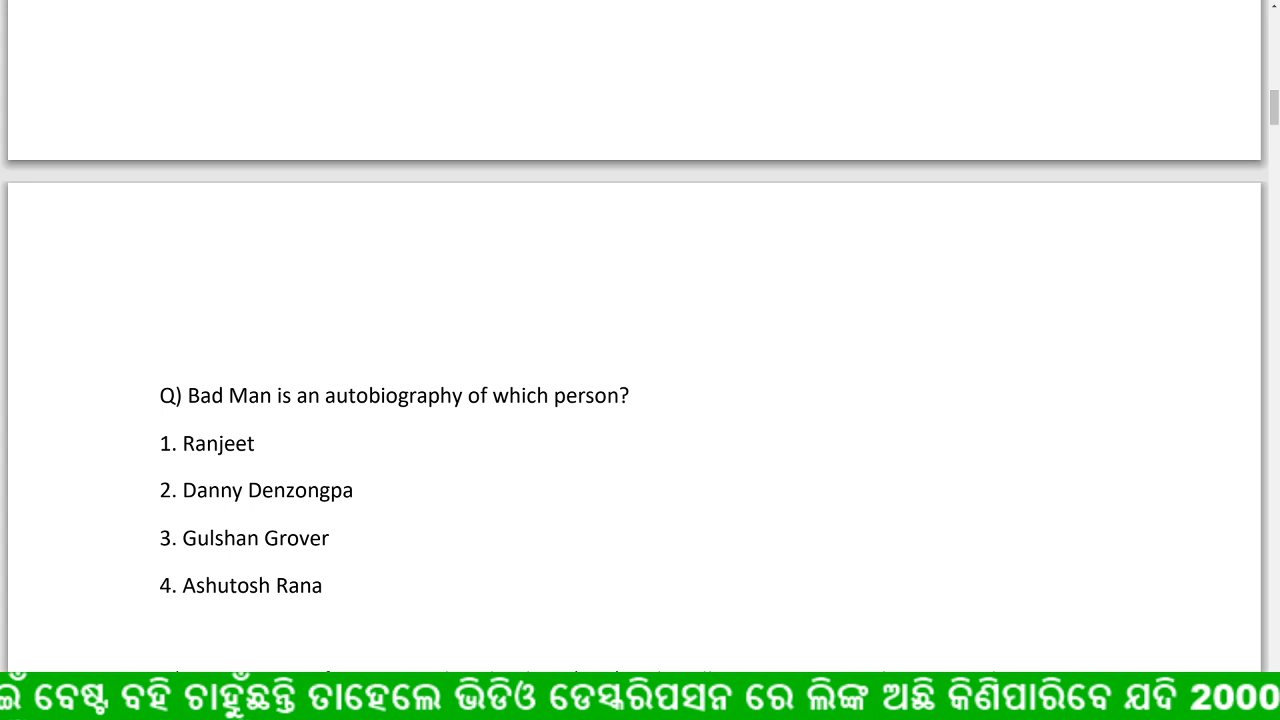 Q) Bad Man is an autobiography of which person?
1. Ranjeet
2. Danny Denzongpa
3. Gulshan Grover
4. Ashutosh Rana
ବେଷ୍ଟ ବହି ଚାହୁଁଛନ୍ତି ତାହେଲେ ଭିଡିଓ ଡେସ୍କରିପସନ ରେ ଲିଙ୍କ ଅଛି କିଣିପାରିବେ ଯଦି 2000